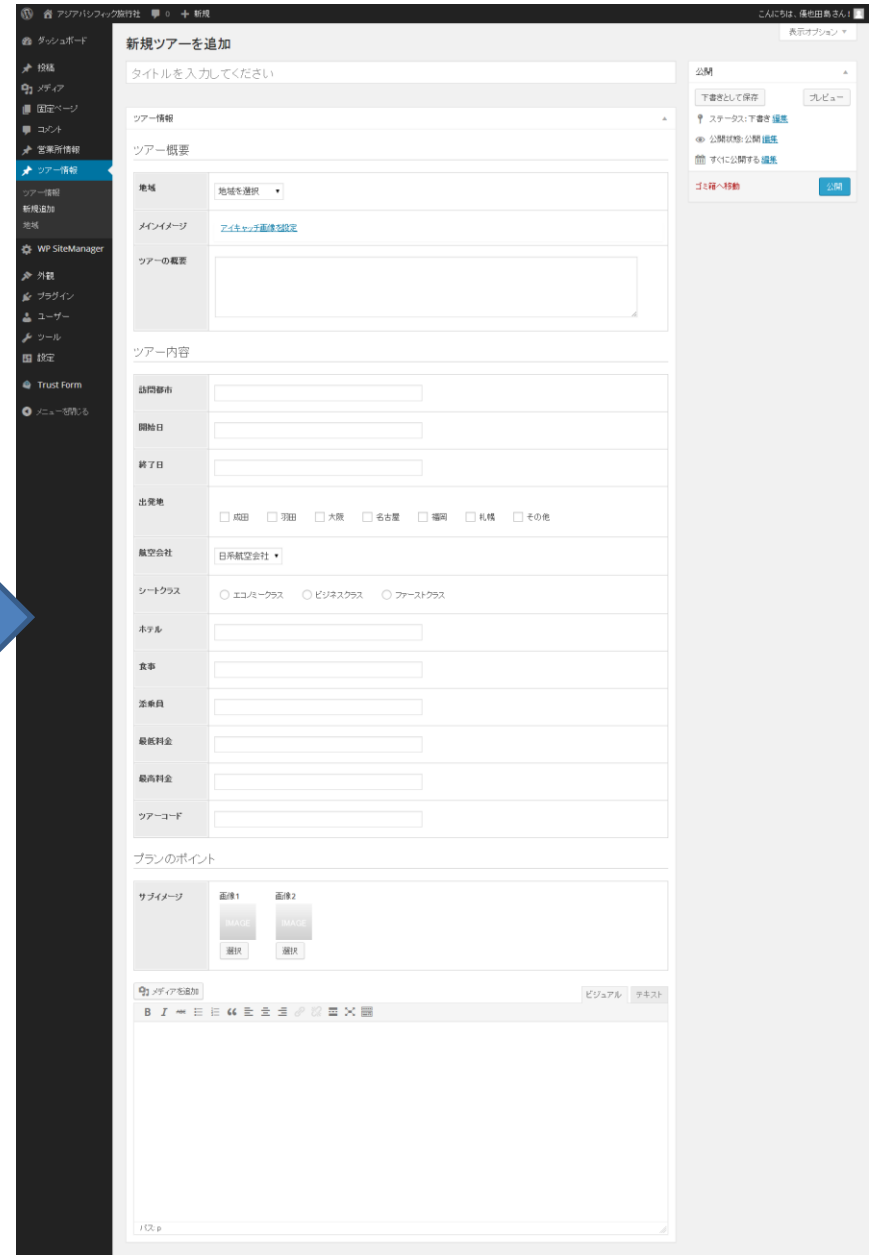 アジアパシフィック旅行社 0 + 新規
こんにちは、優也田島さん!
ダッシュボード
投稿
メディア
固定ページ
コメント
営業所情報
ツアー情報
ツアー情報
新規追加
地域
WP SiteManager
外観
プラグイン
ユーザー
ツール
設定
Trust Form
メニューを閉じる
表示オプション
新規ツアーを追加
タイトルを入力してください
ツアー情報
ツアー概要
地域 地域を選択
メインイメージ アイキャッチ画像を設定
ツアーの概要
ツアー内容
訪問都市
開始日
終了日
出発地
成田 羽田 大阪 名古屋 福岡 札幌 その他
航空会社 日系航空会社
シートクラス エコノミークラス ビジネスクラス ファーストクラス
ホテル
食事
添乗員
最低料金
最高料金
ツアーコード
プランのポイント
サブイメージ 画像1 画像2
IMAGE IMAGE
選択 選択
メディアを追加
ビジュアル テキスト
B I ABC
パス: p
公開
下書きとして保存 プレビュー
ステータス: 下書き 編集
公開状態: 公開 編集
すぐに公開する 編集
ゴミ箱へ移動 公開